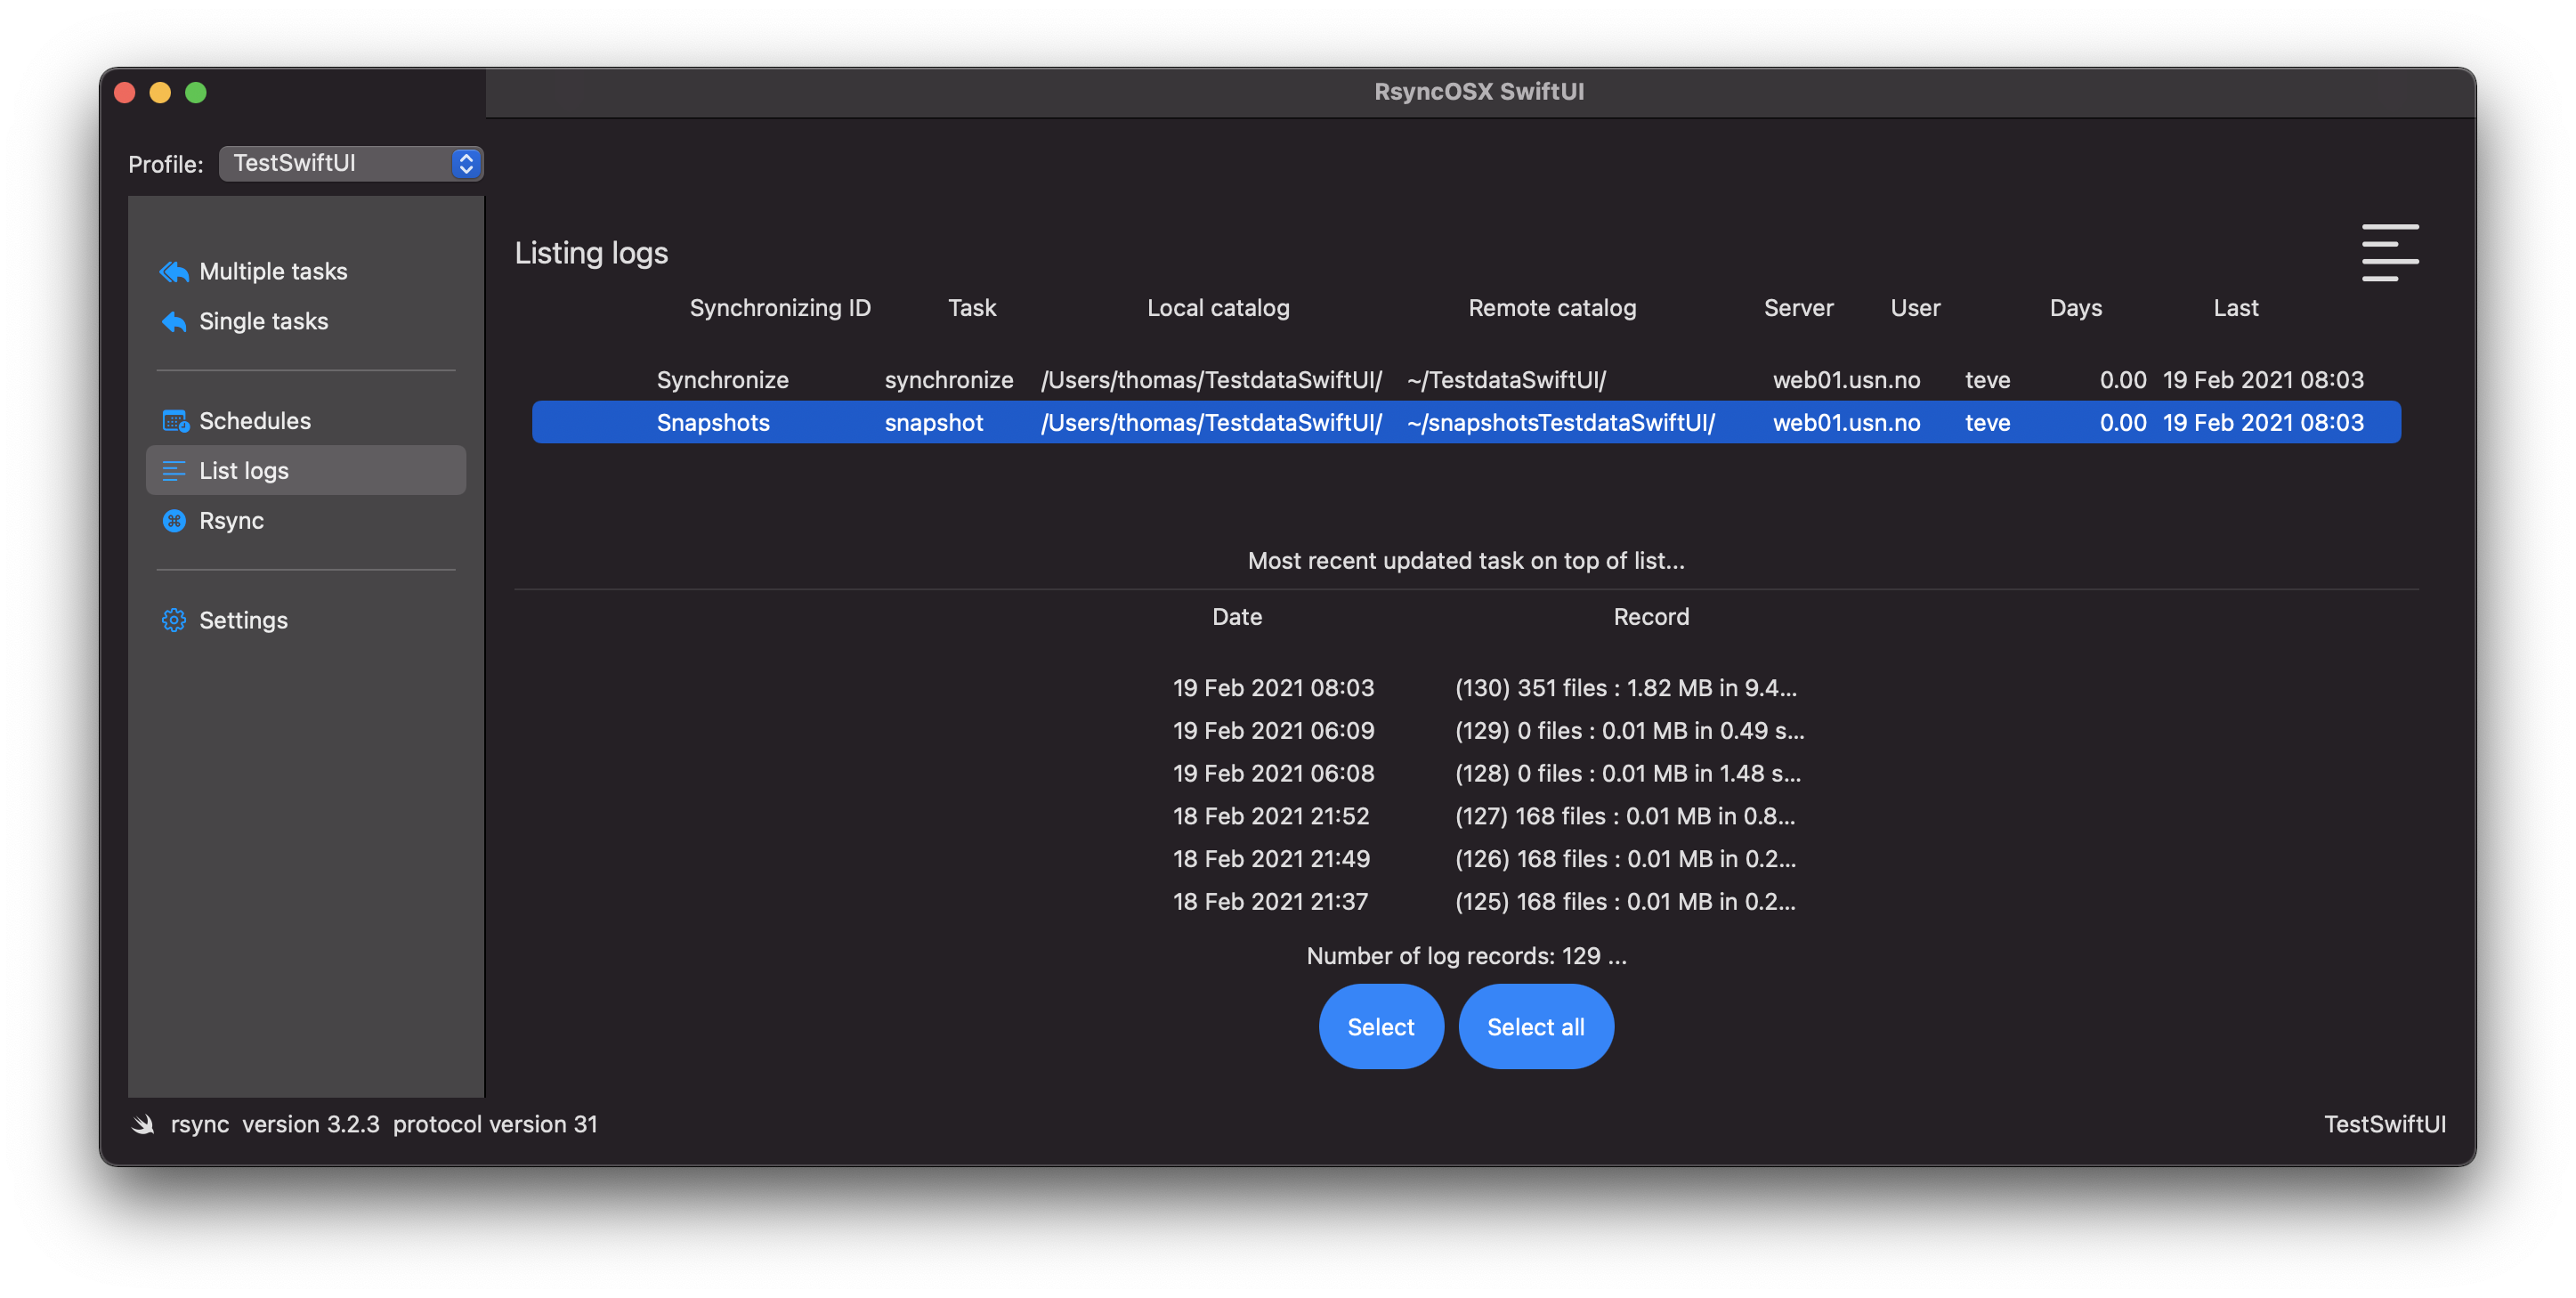 RsyncOSX SwiftUI
Profile: TestSwiftUI
Multiple tasks
Single tasks
Schedules
List logs
Rsync
Settings
Listing logs
Synchronizing ID Task Local catalog Remote catalog Server User Days Last
Synchronize synchronize /Users/thomas/TestdataSwiftUI/ ~/TestdataSwiftUI/ web01.usn.no teve 0.00 19 Feb 2021 08:03
Snapshots snapshot /Users/thomas/TestdataSwiftUI/ ~/snapshotsTestdataSwiftUI/ web01.usn.no teve 0.00 19 Feb 2021 08:03
Most recent updated task on top of list...
Date Record
19 Feb 2021 08:03 (130) 351 files : 1.82 MB in 9.4...
19 Feb 2021 06:09 (129) 0 files : 0.01 MB in 0.49 s...
19 Feb 2021 06:08 (128) 0 files : 0.01 MB in 1.48 s...
18 Feb 2021 21:52 (127) 168 files : 0.01 MB in 0.8...
18 Feb 2021 21:49 (126) 168 files : 0.01 MB in 0.2...
18 Feb 2021 21:37 (125) 168 files : 0.01 MB in 0.2...
Number of log records: 129 ...
Select Select all
rsync version 3.2.3 protocol version 31
TestSwiftUI